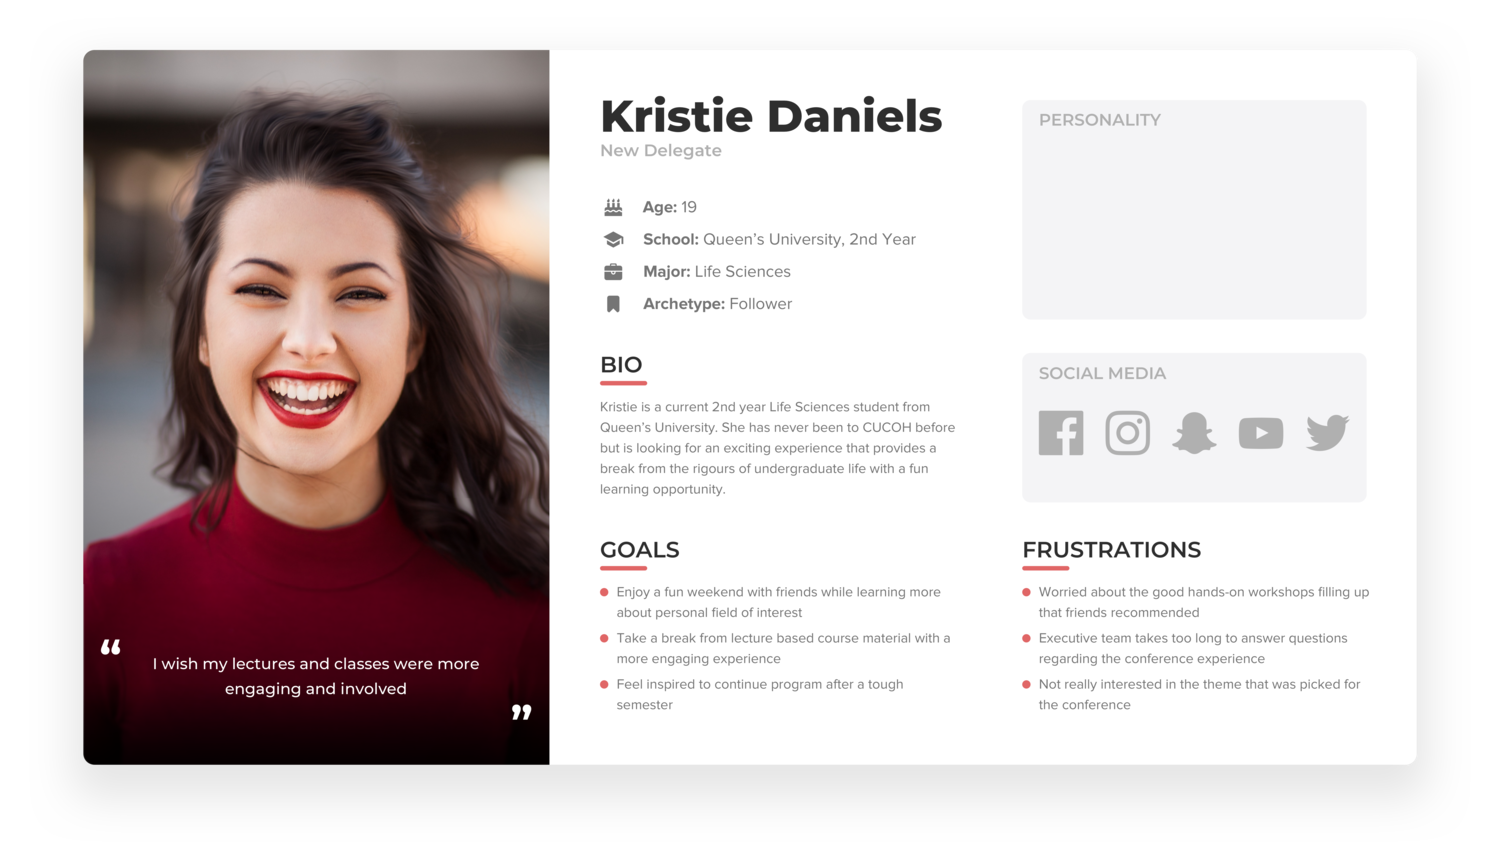 Kristie Daniels
New Delegate
Age: 19
School: Queen's University, 2nd Year
Major: Life Sciences
Archetype: Follower
BIO
Kristie is a current 2nd year Life Sciences student from
Queen's University. She has never been to CUCOH before
but is looking for an exciting experience that provides a
break from the rigours of undergraduate life with a fun
learning opportunity.
GOALS
Enjoy a fun weekend with friends while learning more
about personal field of interest
Take a break from lecture based course material with a
more engaging experience
Feel inspired to continue program after a tough
semester
PERSONALITY
SOCIAL MEDIA
FRUSTRATIONS
Worried about the good hands-on workshops filling up
that friends recommended
Executive team takes too long to answer questions
regarding the conference experience
Not really interested in the theme that was picked for
the conference
“ I wish my lectures and classes were more
engaging and involved ”